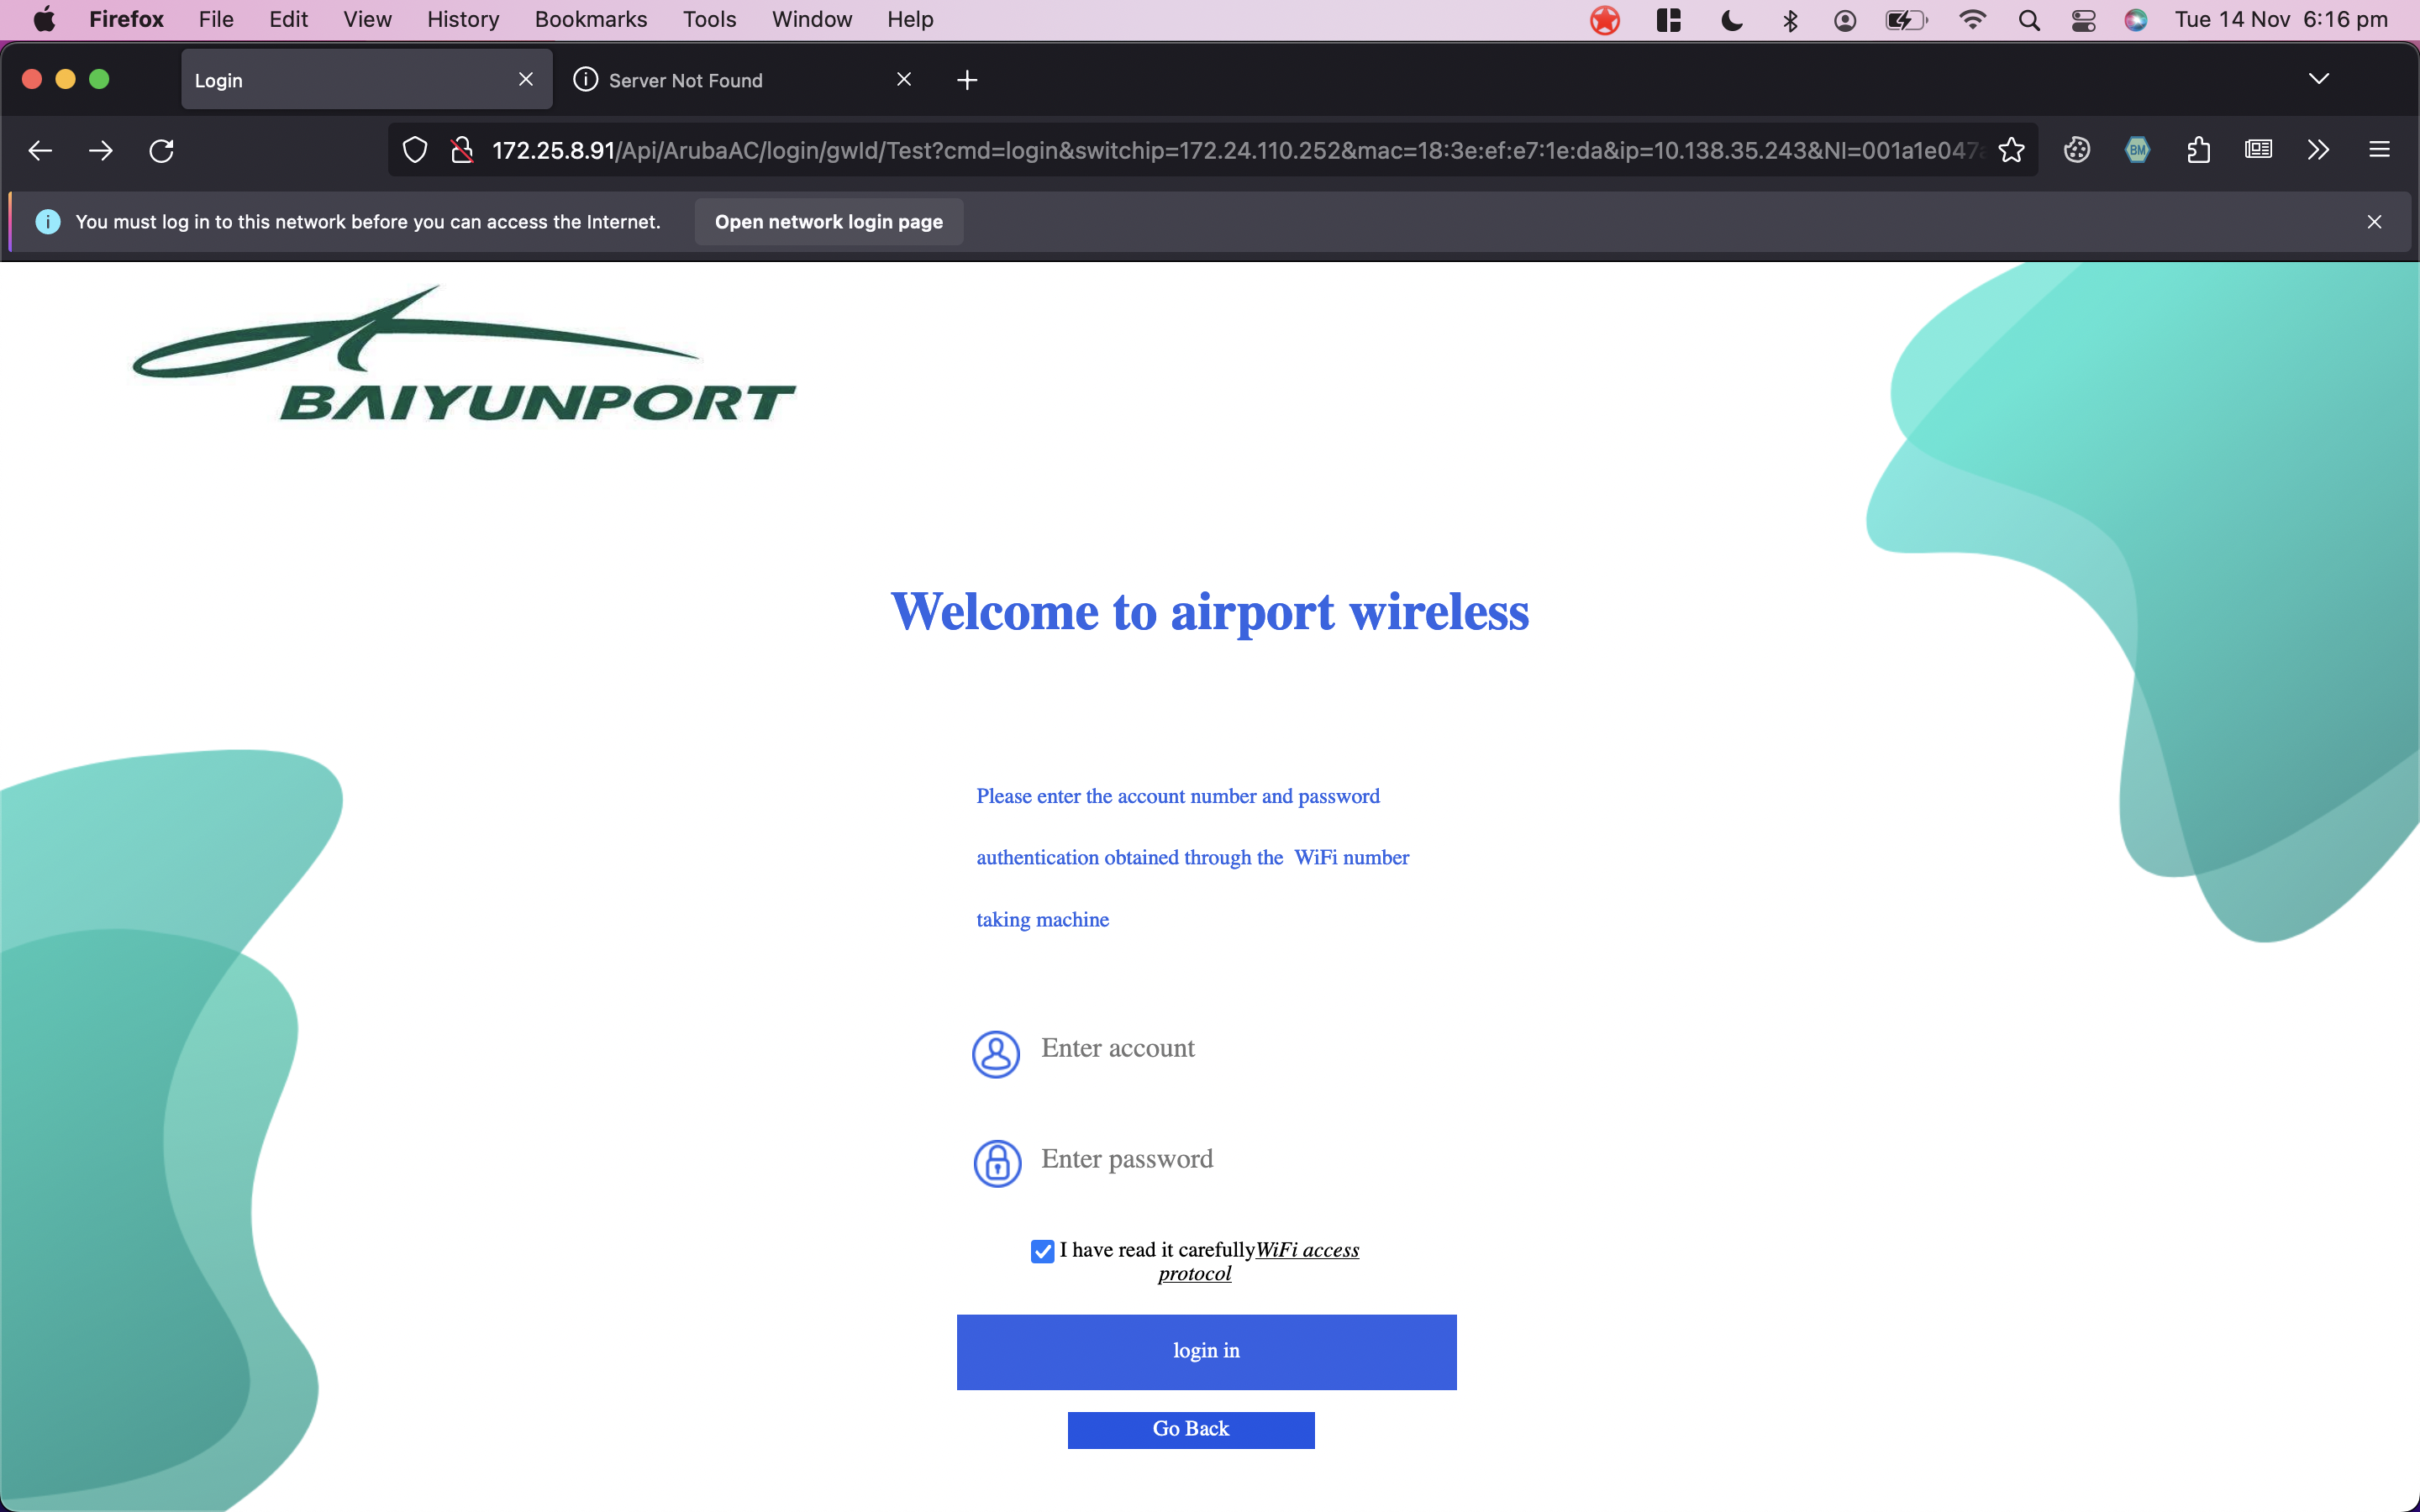 Firefox File Edit View History Bookmarks Tools Window Help Tue 14 Nov 6:16 pm
Login Server Not Found
172.25.8.91/Api/ArubaAC/login/gwId/Test?cmd=login&switchip=172.24.110.252&mac=18:3e:ef:e7:1e:da&ip=10.138.35.243&NI=001a1e047 BM
You must log in to this network before you can access the Internet. Open network login page
BAIYUNPORT
Welcome to airport wireless
Please enter the account number and password
authentication obtained through the WiFi number
taking machine
Enter account
Enter password
I have read it carefullyWiFi access
protocol
login in
Go Back